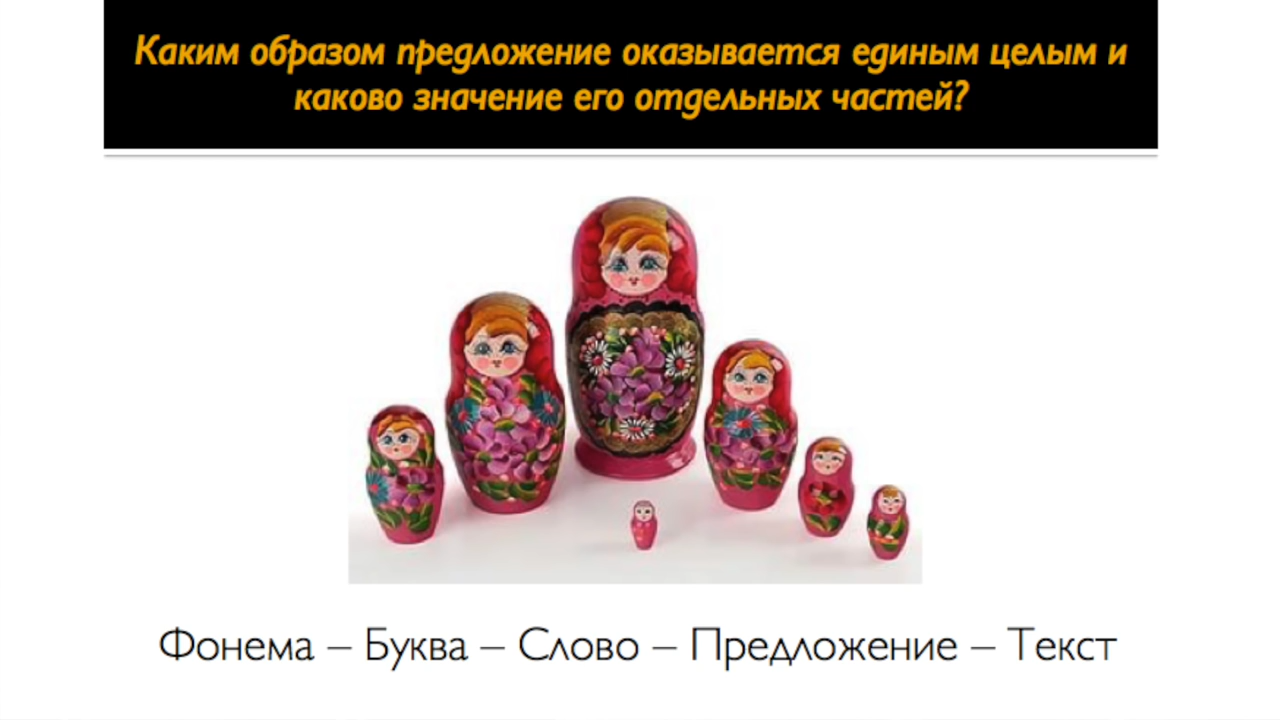 Каким образом предложение оказывается единым целым и
каково значение его отдельных частей?
Фонема – Буква – Слово – Предложение – Текст